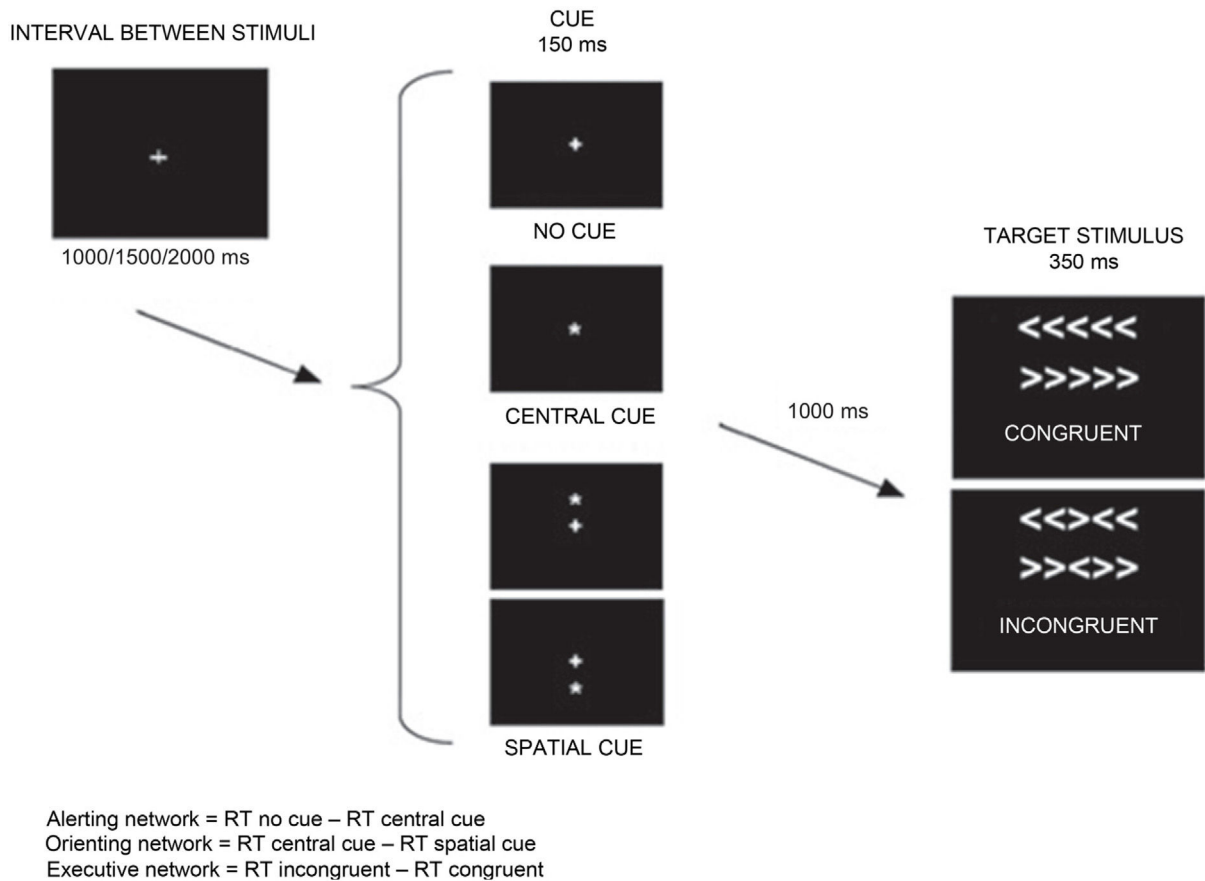 INTERVAL BETWEEN STIMULI
+
1000/1500/2000 ms
CUE
150 ms
+
NO CUE
*
CENTRAL CUE
*
+
+
*
SPATIAL CUE
1000 ms
TARGET STIMULUS
350 ms
<<<<<
>>>>>
CONGRUENT
<<><<
>><>>
INCONGRUENT
Alerting network = RT no cue – RT central cue
Orienting network = RT central cue – RT spatial cue
Executive network = RT incongruent – RT congruent